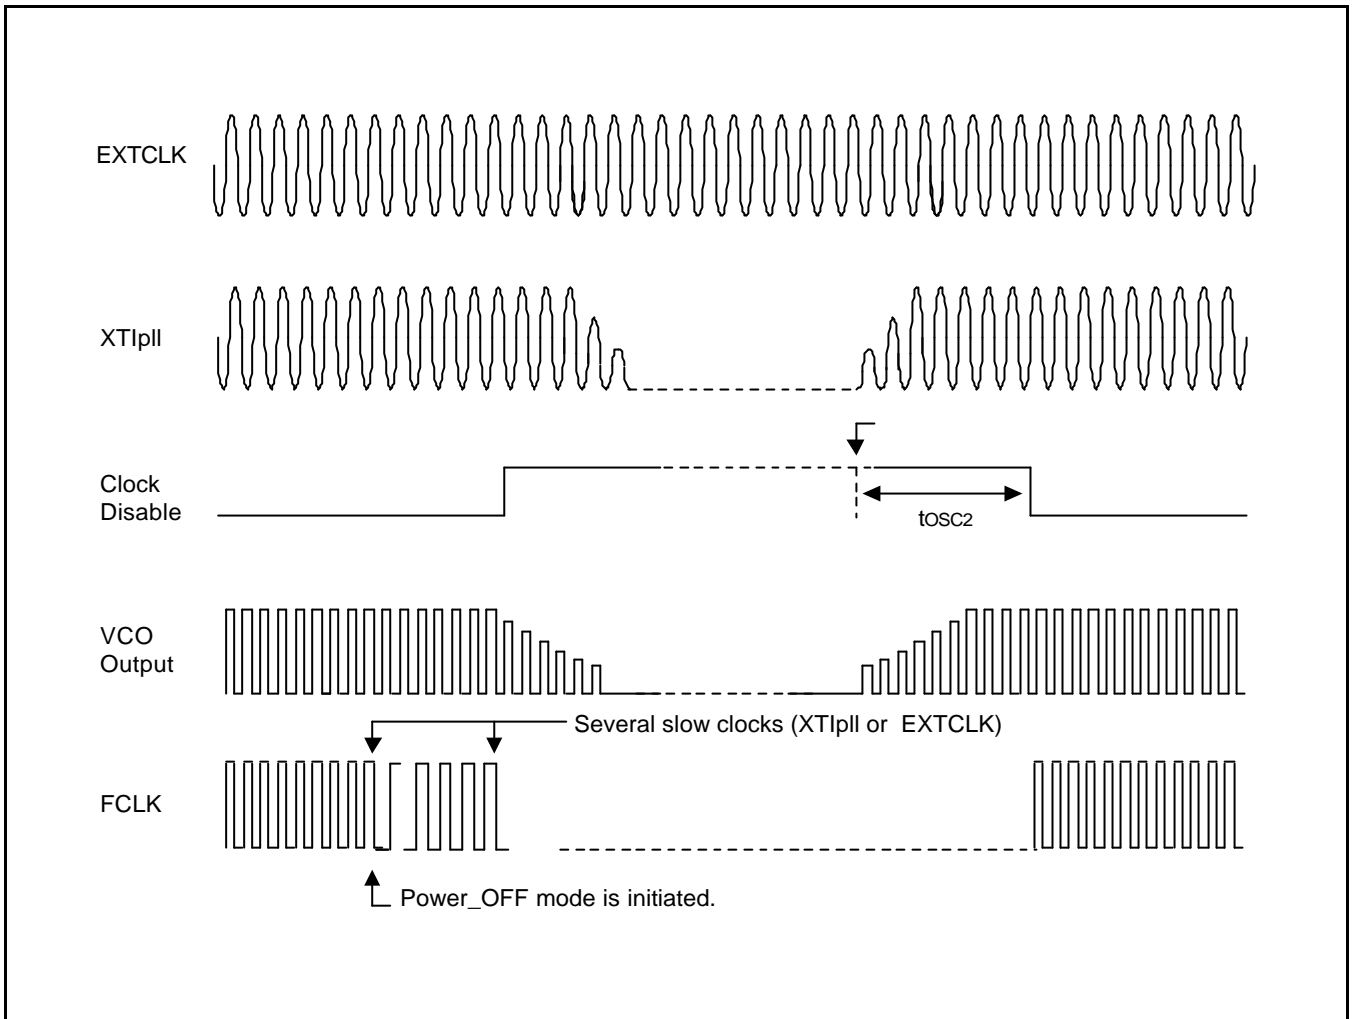 EXTCLK
XTIpll
Clock
Disable
tOSC2
VCO
Output
Several slow clocks (XTIpll or EXTCLK)
FCLK
Power_OFF mode is initiated.